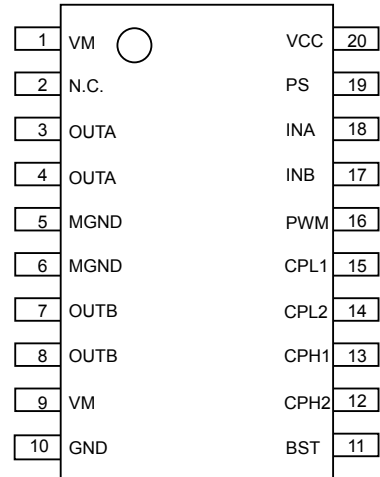 1 VM VCC 20
2 N.C. PS 19
3 OUTA INA 18
4 OUTA INB 17
5 MGND PWM 16
6 MGND CPL1 15
7 OUTB CPL2 14
8 OUTB CPH1 13
9 VM CPH2 12
10 GND BST 11